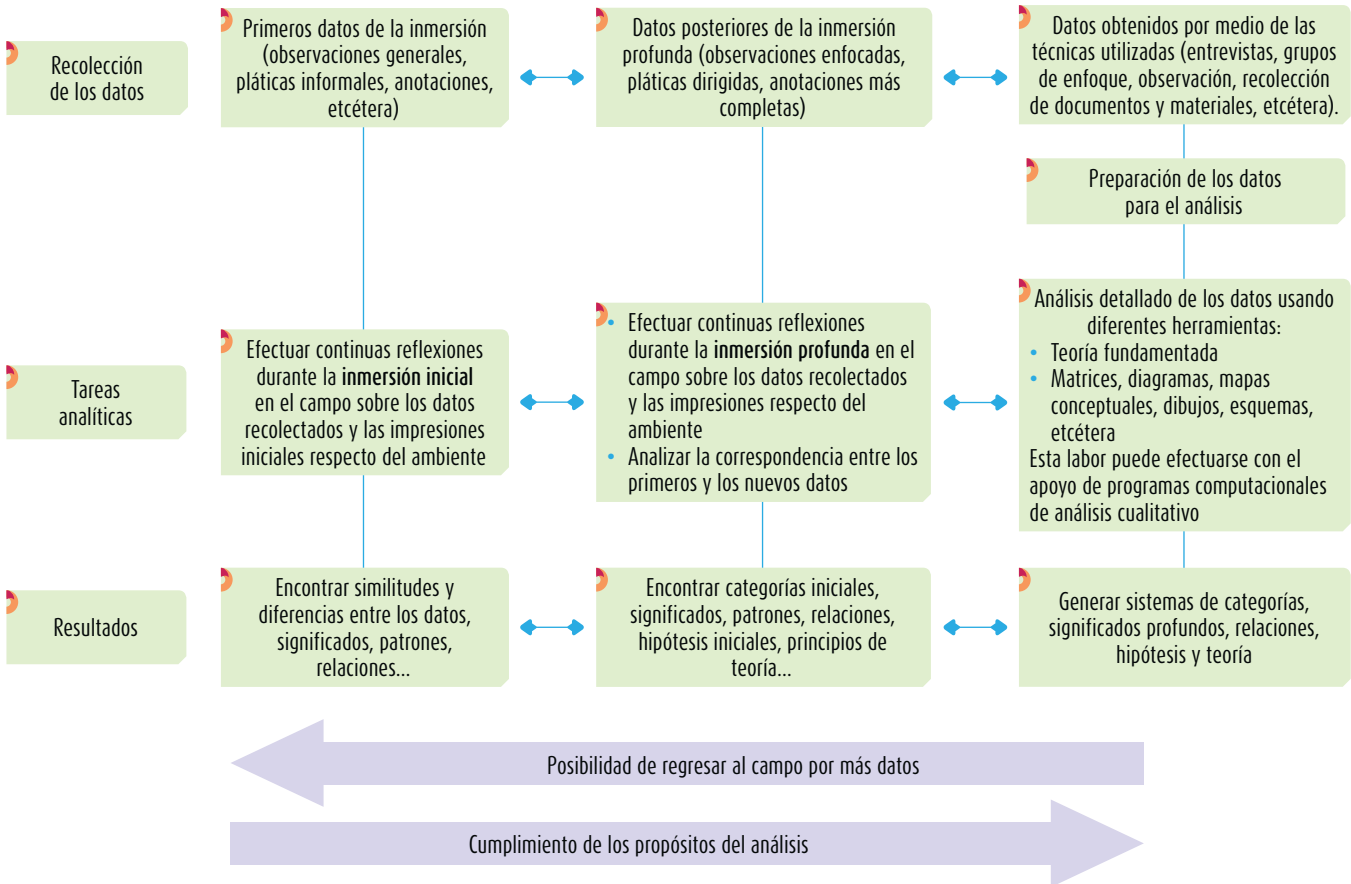 Recolección
de los datos
Primeros datos de la inmersión
(observaciones generales,
pláticas informales, anotaciones,
etcétera)
Datos posteriores de la inmersión
profunda (observaciones enfocadas,
pláticas dirigidas, anotaciones más
completas)
Datos obtenidos por medio de las
técnicas utilizadas (entrevistas, grupos
de enfoque, observación, recolección
de documentos y materiales, etcétera).
Preparación de los datos
para el análisis
Tareas
analíticas
Efectuar continuas reflexiones
durante la inmersión inicial
en el campo sobre los datos
recolectados y las impresiones
iniciales respecto del ambiente
• Efectuar continuas reflexiones
durante la inmersión profunda en el
campo sobre los datos recolectados
y las impresiones respecto del
ambiente
• Analizar la correspondencia entre los
primeros y los nuevos datos
Análisis detallado de los datos usando
diferentes herramientas:
• Teoría fundamentada
• Matrices, diagramas, mapas
conceptuales, dibujos, esquemas,
etcétera
Esta labor puede efectuarse con el
apoyo de programas computacionales
de análisis cualitativo
Resultados
Encontrar similitudes y
diferencias entre los datos,
significados, patrones,
relaciones...
Encontrar categorías iniciales,
significados, patrones, relaciones,
hipótesis iniciales, principios de
teoría...
Generar sistemas de categorías,
significados profundos, relaciones,
hipótesis y teoría
Posibilidad de regresar al campo por más datos
Cumplimiento de los propósitos del análisis